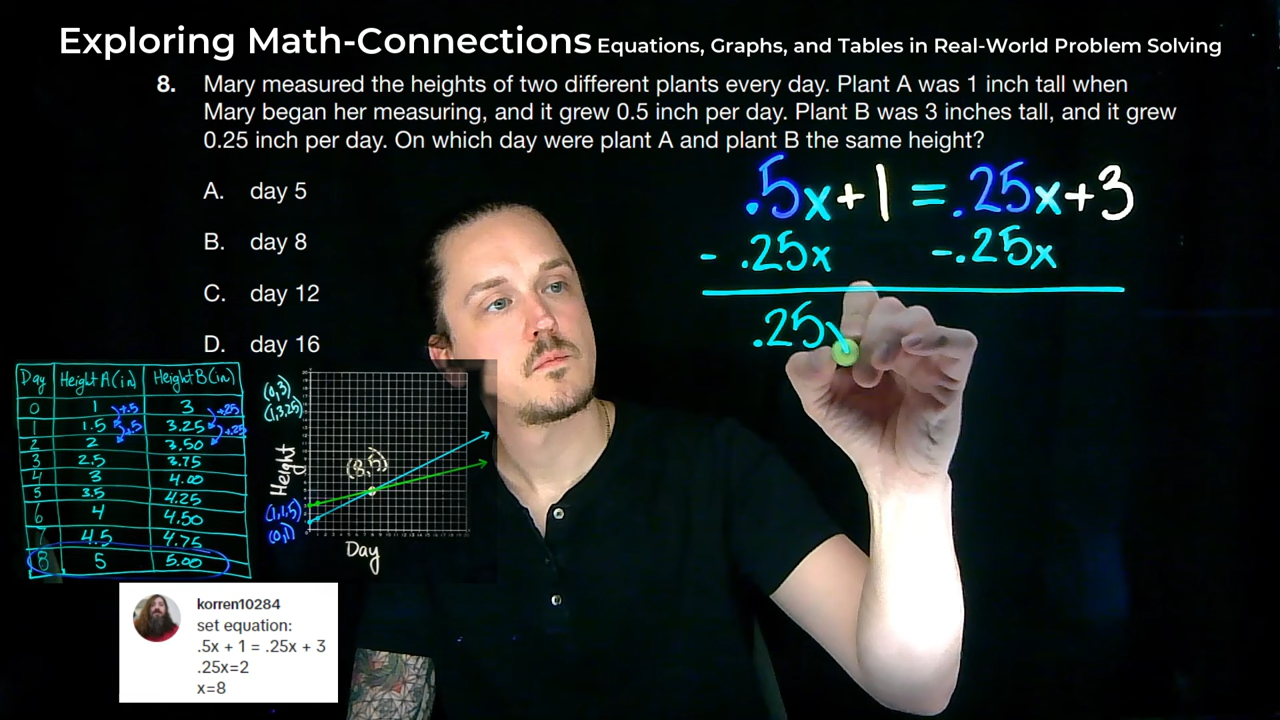 Exploring Math-Connections Equations, Graphs, and Tables in Real-World Problem Solving
8. Mary measured the heights of two different plants every day. Plant A was 1 inch tall when
Mary began her measuring, and it grew 0.5 inch per day. Plant B was 3 inches tall, and it grew
0.25 inch per day. On which day were plant A and plant B the same height?
A. day 5
B. day 8
C. day 12
D. day 16
.5x+1=.25x+3
- .25x -.25x
.25x
Day Height A(in) Height B(in)
0 1 3
1 1.5 3.25
2 2 3.50
3 2.5 3.75
4 3 4.00
5 3.5 4.25
6 4 4.50
7 4.5 4.75
8 5 5.00
+.5 +.25
+.5 +.25
(0,3)
(1,3.25)
Height
(8,5)
(1,1.5)
(0,1)
Day
korren10284
set equation:
.5x + 1 = .25x + 3
.25x=2
x=8